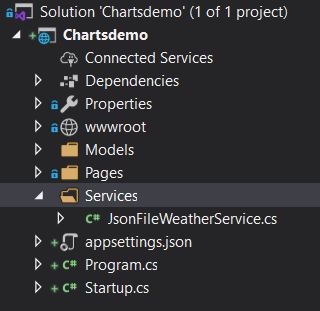 Solution 'Chartsdemo' (1 of 1 project)
Chartsdemo
Connected Services
Dependencies
Properties
wwwroot
Models
Pages
Services
C# JsonFileWeatherService.cs
appsettings.json
C# Program.cs
C# Startup.cs